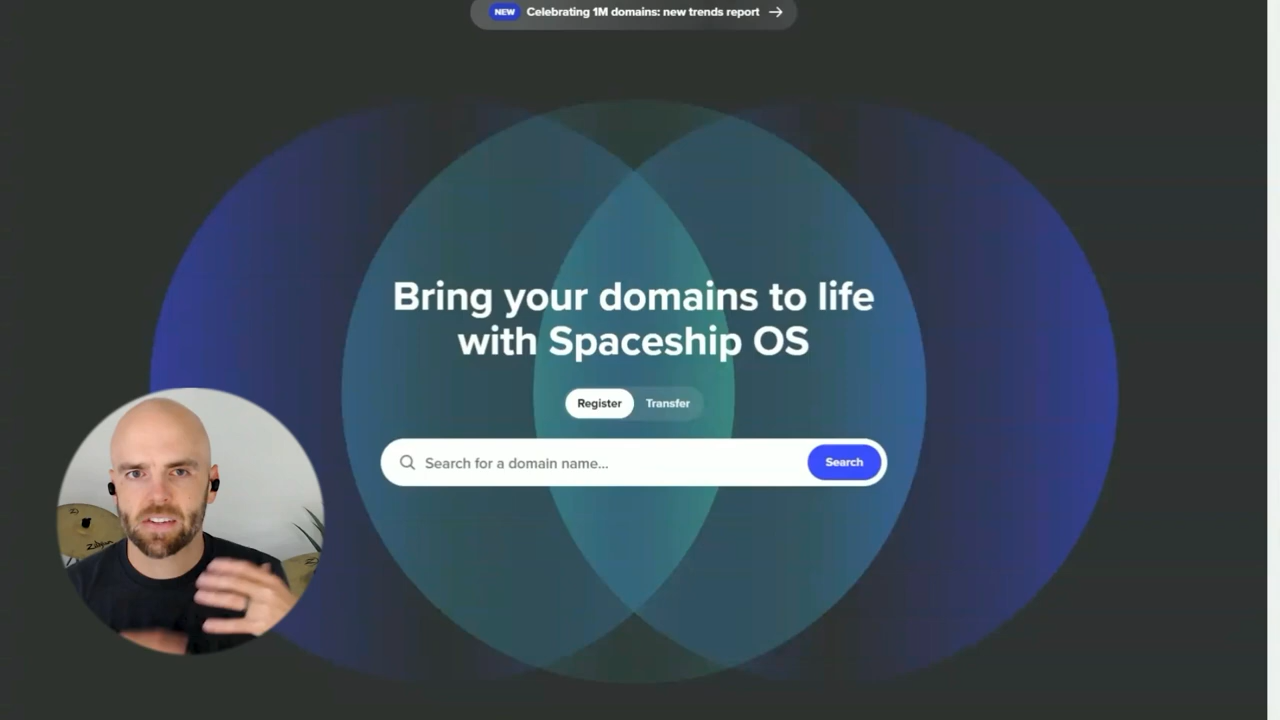 NEW Celebrating 1M domains: new trends report
Bring your domains to life
with Spaceship OS
Register Transfer
Search for a domain name... Search
Zildjian